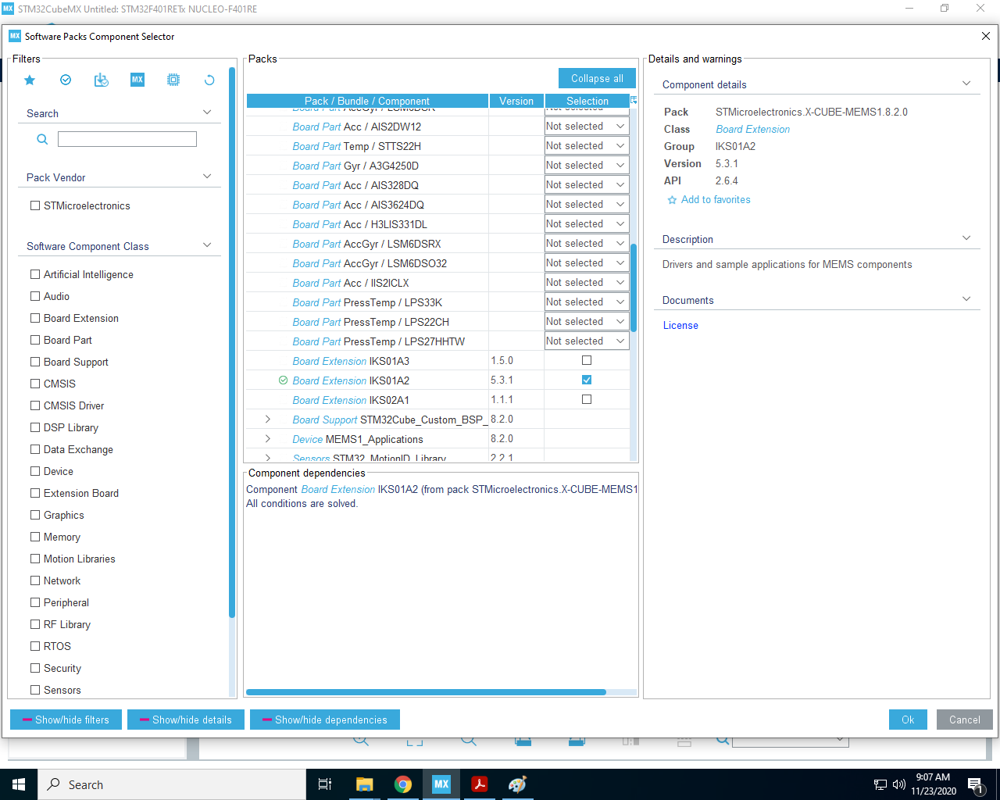 MX STM32CubeMX Untitled: STM32F401RETx NUCLEO-F401RE
MX Software Packs Component Selector
Filters
MX
Search
Pack Vendor
STMicroelectronics
Software Component Class
Artificial Intelligence
Audio
Board Extension
Board Part
Board Support
CMSIS
CMSIS Driver
DSP Library
Data Exchange
Device
Extension Board
Graphics
Memory
Motion Libraries
Network
Peripheral
RF Library
RTOS
Security
Sensors
Packs
Collapse all
Pack / Bundle / Component Version Selection
Board Part AccGyr / LSM6DSR Not selected
Board Part Acc / AIS2DW12 Not selected
Board Part Temp / STTS22H Not selected
Board Part Gyr / A3G4250D Not selected
Board Part Acc / AIS328DQ Not selected
Board Part Acc / AIS3624DQ Not selected
Board Part Acc / H3LIS331DL Not selected
Board Part AccGyr / LSM6DSRX Not selected
Board Part AccGyr / LSM6DSO32 Not selected
Board Part Acc / IIS2ICLX Not selected
Board Part PressTemp / LPS33K Not selected
Board Part PressTemp / LPS22CH Not selected
Board Part PressTemp / LPS27HHTW Not selected
Board Extension IKS01A3 1.5.0
Board Extension IKS01A2 5.3.1
Board Extension IKS02A1 1.1.1
Board Support STM32Cube_Custom_BSP_ 8.2.0
Device MEMS1_Applications 8.2.0
Sensors STM32_MotionID_Library 2.2.1
Component dependencies
Component Board Extension IKS01A2 (from pack STMicroelectronics.X-CUBE-MEMS1
All conditions are solved.
Details and warnings
Component details
Pack STMicroelectronics.X-CUBE-MEMS1.8.2.0
Class Board Extension
Group IKS01A2
Version 5.3.1
API 2.6.4
Add to favorites
Description
Drivers and sample applications for MEMS components
Documents
License
Show/hide filters Show/hide details Show/hide dependencies Ok Cancel
Search
MX
9:07 AM
11/23/2020
1